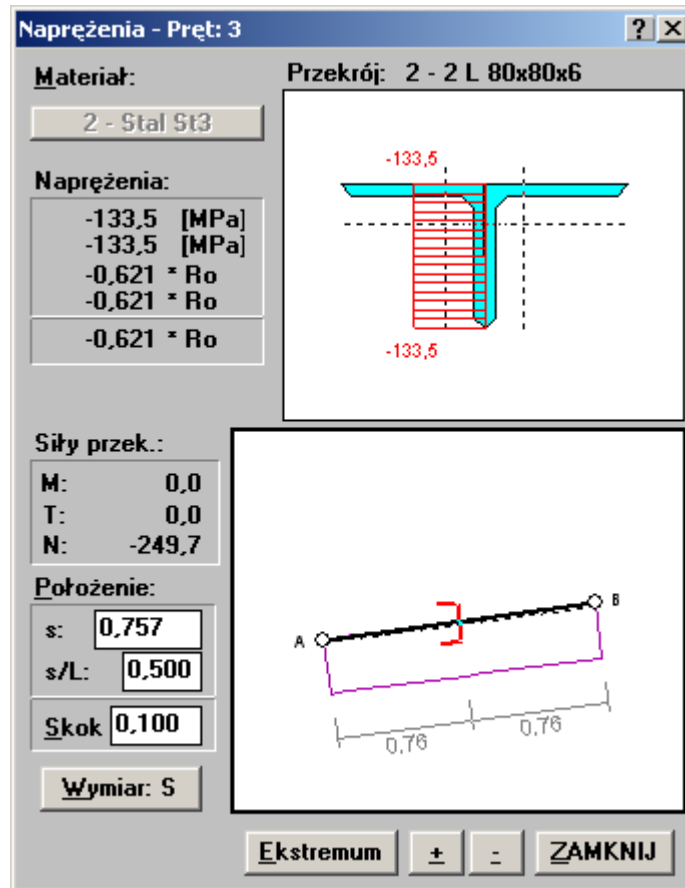 Naprężenia - Pręt: 3
Materiał:
2 - Stal St3
Przekrój: 2 - 2 L 80x80x6
-133,5
-133,5
Naprężenia:
-133,5 [MPa]
-133,5 [MPa]
-0,621 * Ro
-0,621 * Ro
-0,621 * Ro
Siły przek.:
M: 0,0
T: 0,0
N: -249,7
Położenie:
s: 0,757
s/L: 0,500
Skok 0,100
Wymiar: S
A
B
0,76
0,76
Ekstremum
+
-
ZAMKNIJ